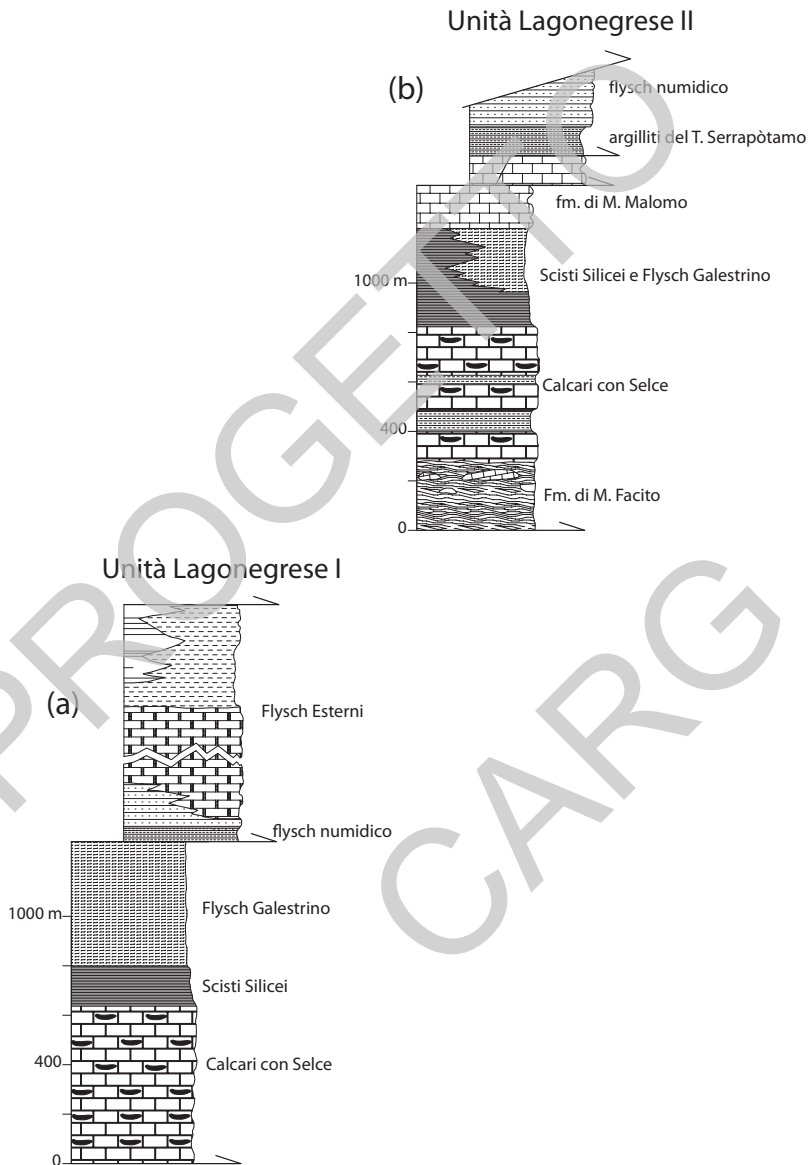 Unità Lagonegrese II
(b)
flysch numidico
argilliti del T. Serrapòtamo
fm. di M. Malomo
Scisti Silicei e Flysch Galestrino
1000 m
Calcari con Selce
400
Fm. di M. Facito
0
Unità Lagonegrese I
(a)
Flysch Esterni
flysch numidico
Flysch Galestrino
1000 m
Scisti Silicei
Calcari con Selce
400
0
PROGETTO
CARG